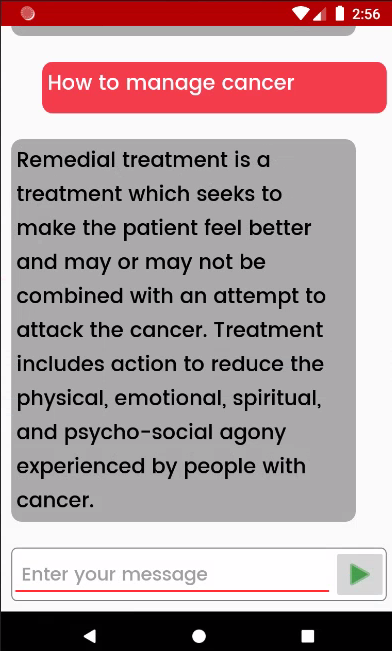 2:56
How to manage cancer
Remedial treatment is a
treatment which seeks to
make the patient feel better
and may or may not be
combined with an attempt to
attack the cancer. Treatment
includes action to reduce the
physical, emotional, spiritual,
and psycho-social agony
experienced by people with
cancer.
Enter your message